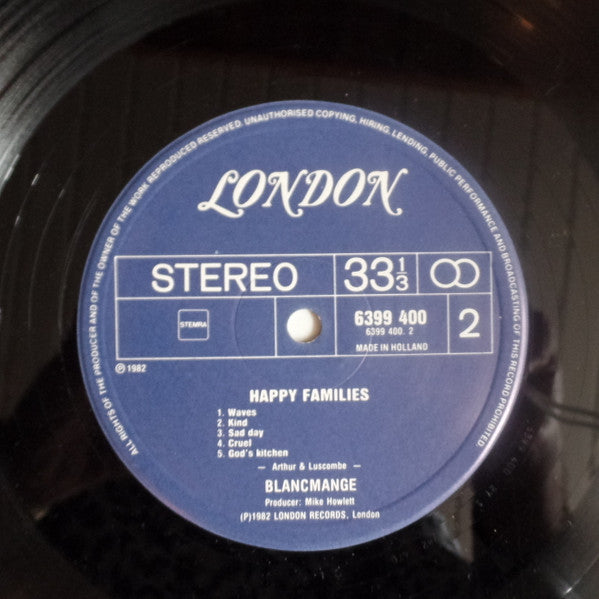 ALL RIGHTS OF THE PRODUCER AND OF THE OWNER OF THE WORK REPRODUCED RESERVED. UNAUTHORISED COPYING, HIRING, LENDING, PUBLIC PERFORMANCE AND BROADCASTING OF THIS RECORD PROHIBITED
LONDON
STEREO 33 1/3
STEMRA
6399 400
6399 400. 2
MADE IN HOLLAND
2
Ⓟ1982
HAPPY FAMILIES
1. Waves
2. Kind
3. Sad day
4. Cruel
5. God's kitchen
— Arthur & Luscombe —
BLANCMANGE
Producer: Mike Howlett
(P)1982 LONDON RECORDS, London